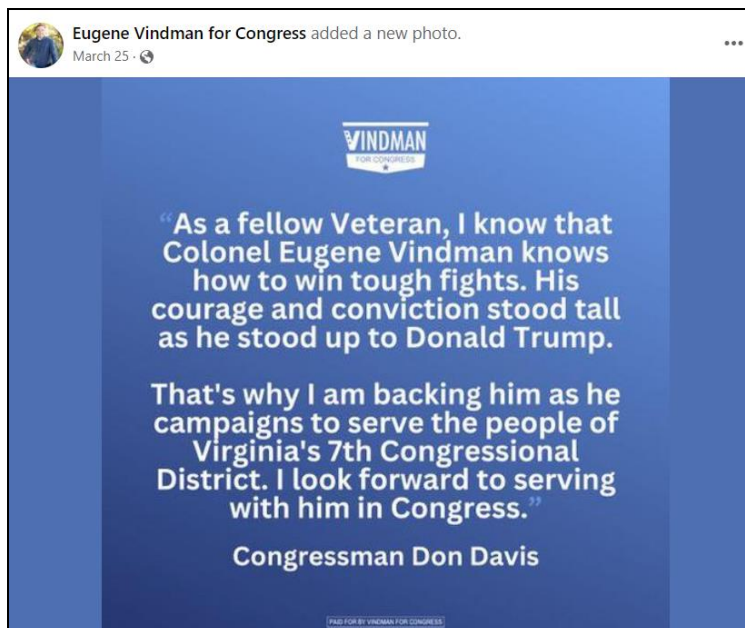 Eugene Vindman for Congress added a new photo.
March 25 ·
VINDMAN
FOR CONGRESS
“As a fellow Veteran, I know that
Colonel Eugene Vindman knows
how to win tough fights. His
courage and conviction stood tall
as he stood up to Donald Trump.
That's why I am backing him as he
campaigns to serve the people of
Virginia's 7th Congressional
District. I look forward to serving
with him in Congress.”
Congressman Don Davis
PAID FOR BY VINDMAN FOR CONGRESS